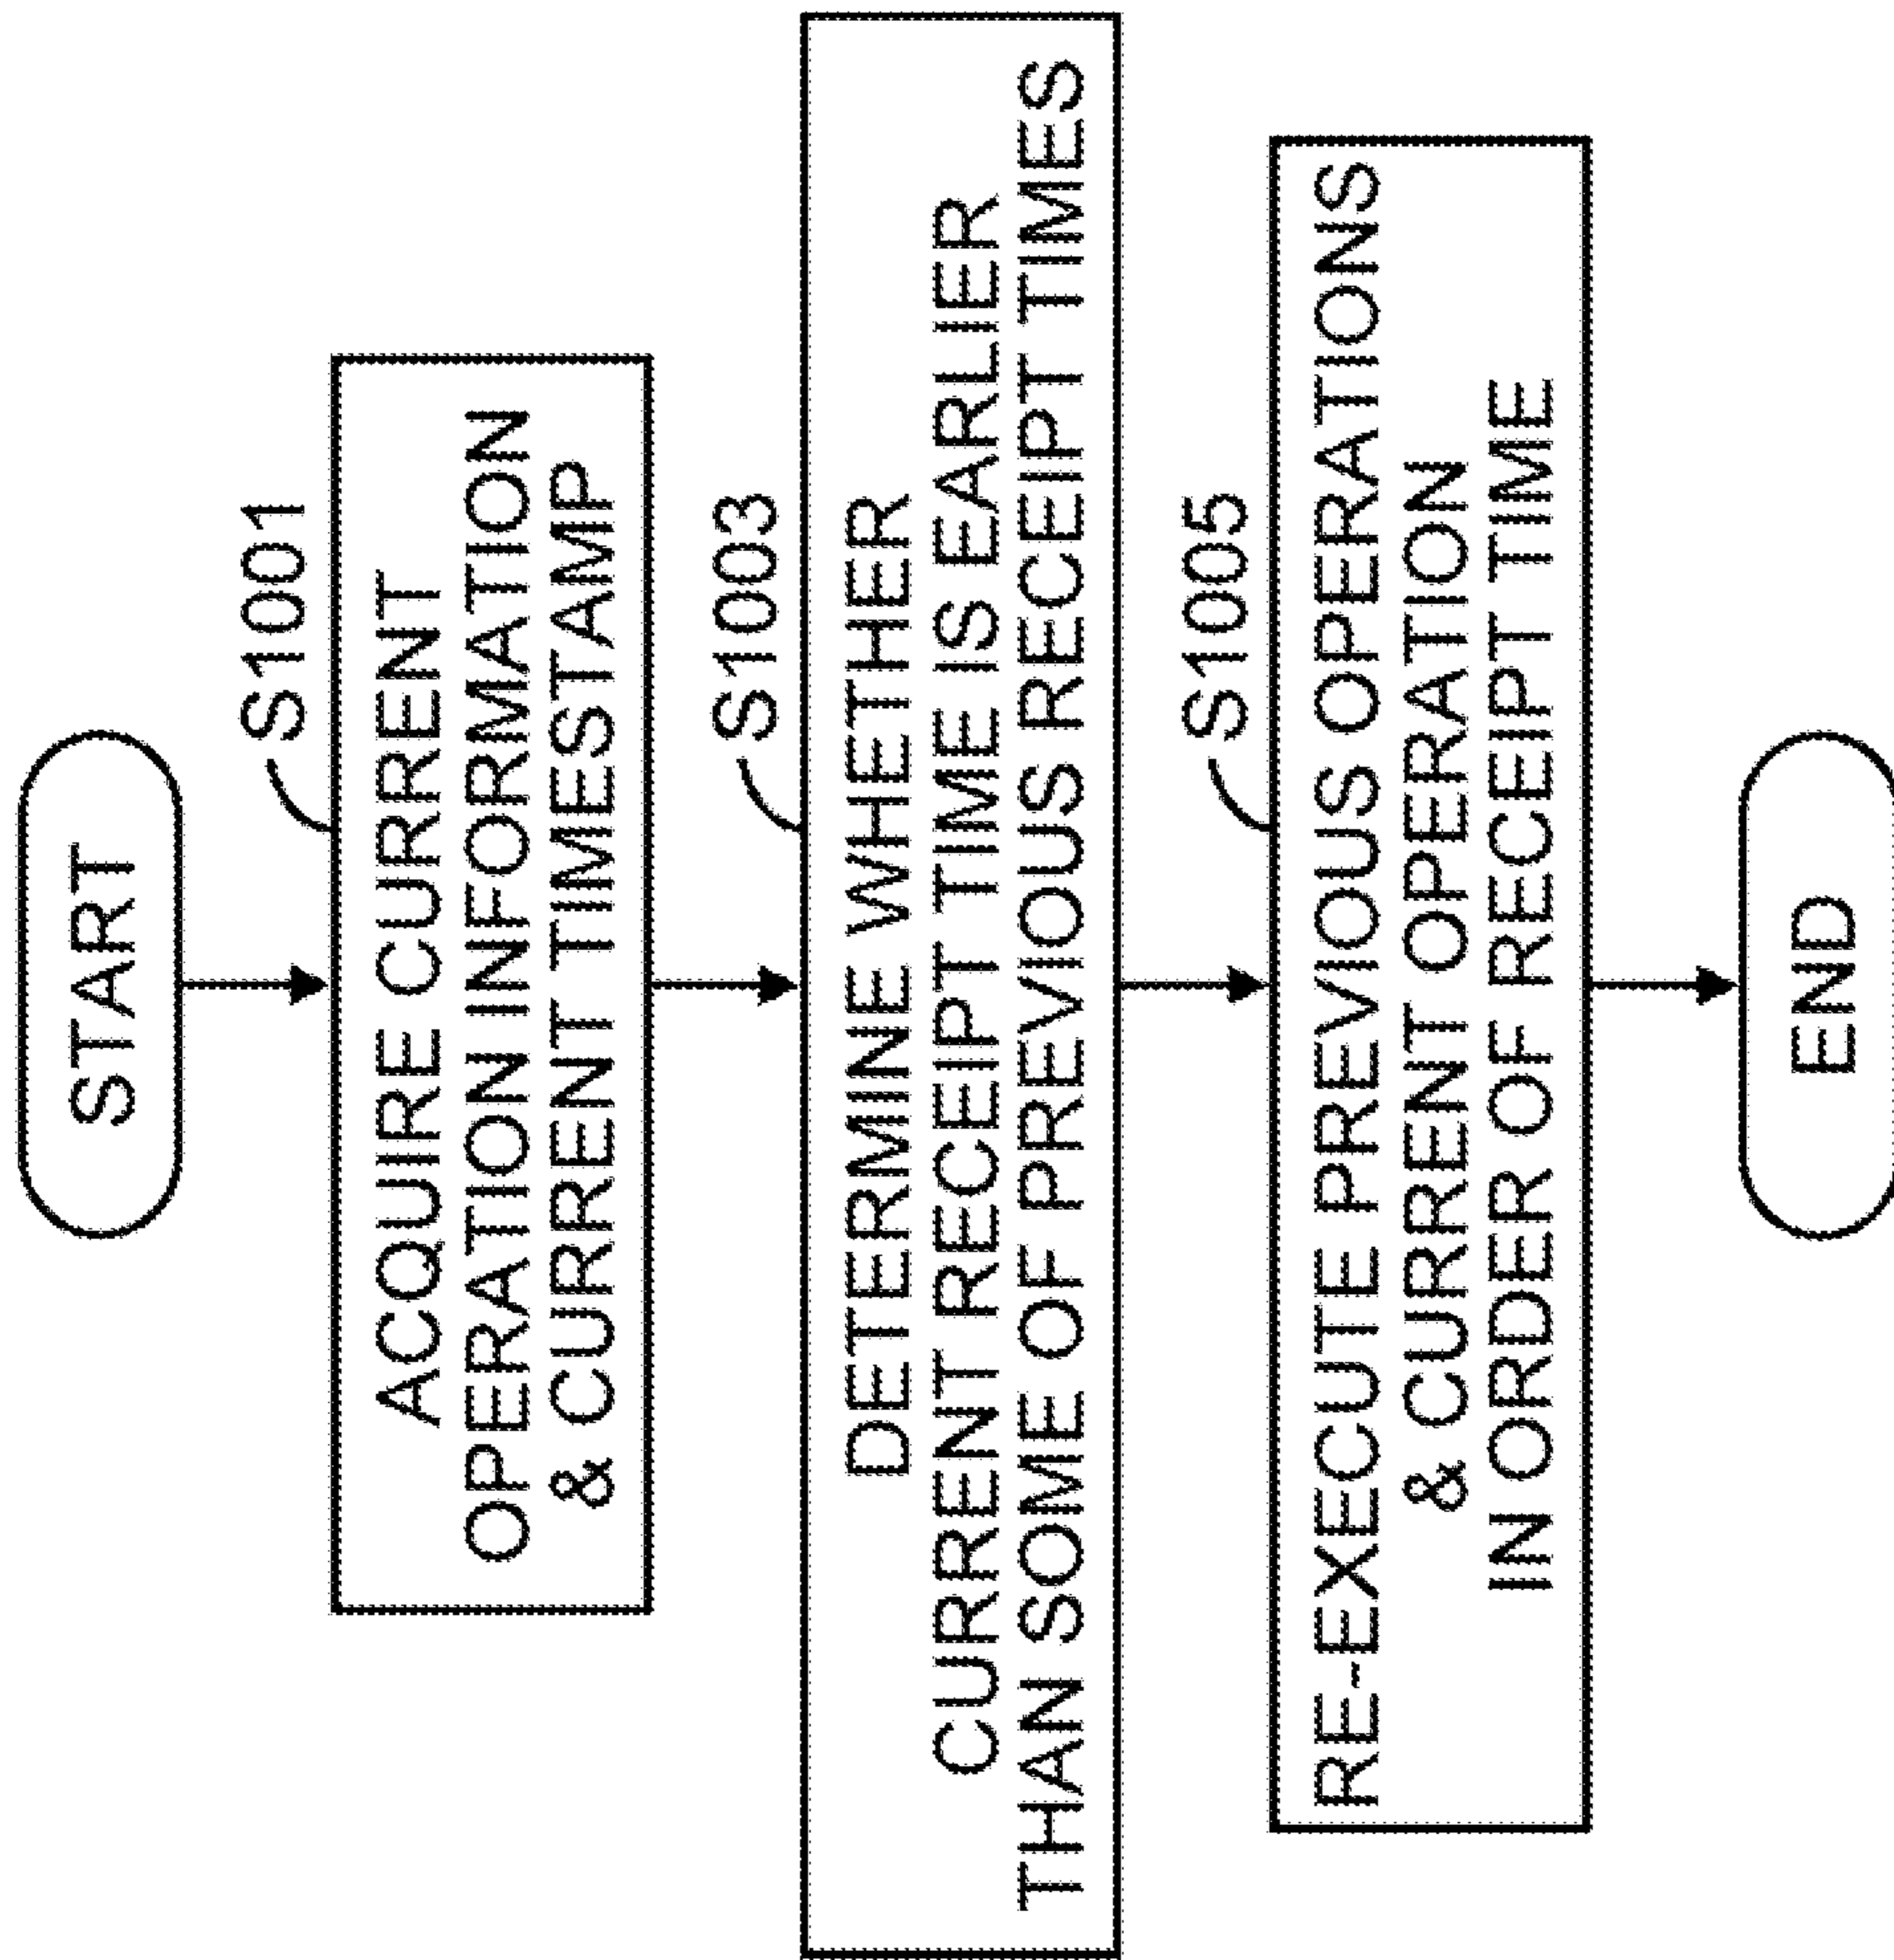 START
S1001
ACQUIRE CURRENT
OPERATION INFORMATION
& CURRENT TIMESTAMP
S1003
DETERMINE WHETHER
CURRENT RECEIPT TIME IS EARLIER
THAN SOME OF PREVIOUS RECEIPT TIMES
S1005
RE-EXECUTE PREVIOUS OPERATIONS
& CURRENT OPERATION
IN ORDER OF RECEIPT TIME
END